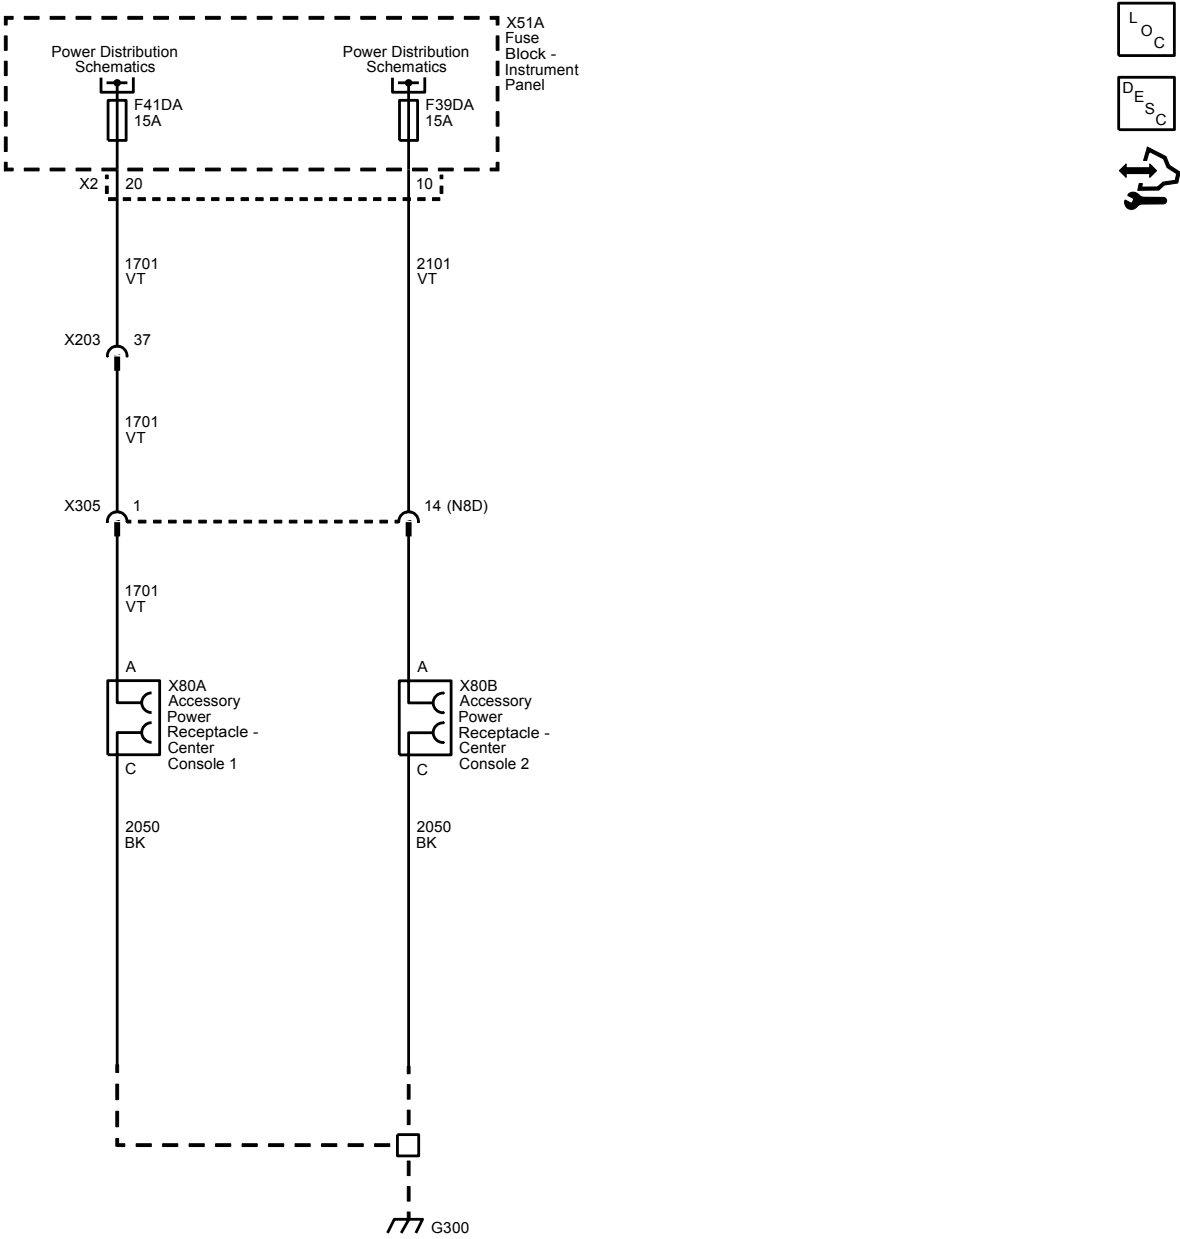 X51A
Fuse
Block -
Instrument
Panel
Power Distribution
Schematics
Power Distribution
Schematics
F41DA
15A
F39DA
15A
X2
20
10
1701
VT
2101
VT
X203
37
1701
VT
X305
1
14 (N8D)
1701
VT
A
X80A
Accessory
Power
Receptacle -
Center
Console 1
C
A
X80B
Accessory
Power
Receptacle -
Center
Console 2
C
2050
BK
2050
BK
G300
LOC
DESC